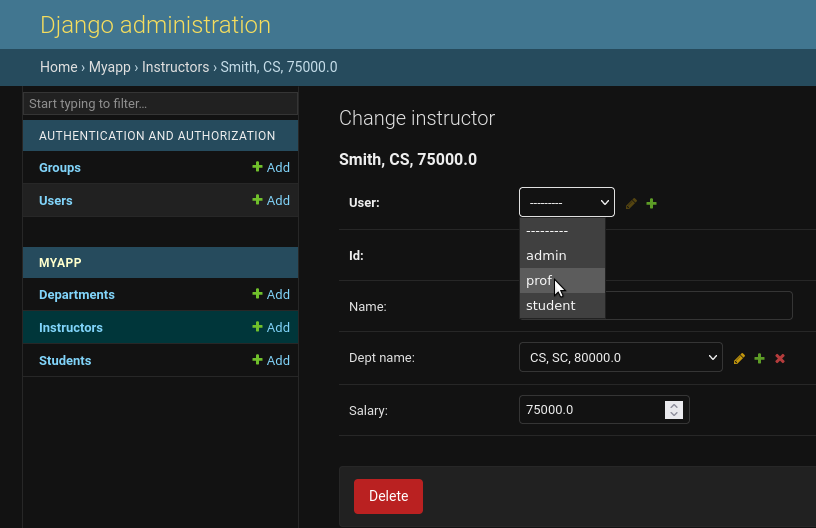 Django administration
Home › Myapp › Instructors › Smith, CS, 75000.0
Start typing to filter…
AUTHENTICATION AND AUTHORIZATION
Groups + Add
Users + Add
MYAPP
Departments + Add
Instructors + Add
Students + Add
Change instructor
Smith, CS, 75000.0
User: ---------
---------
admin
prof
student
Id:
Name:
Dept name: CS, SC, 80000.0
Salary: 75000.0
Delete